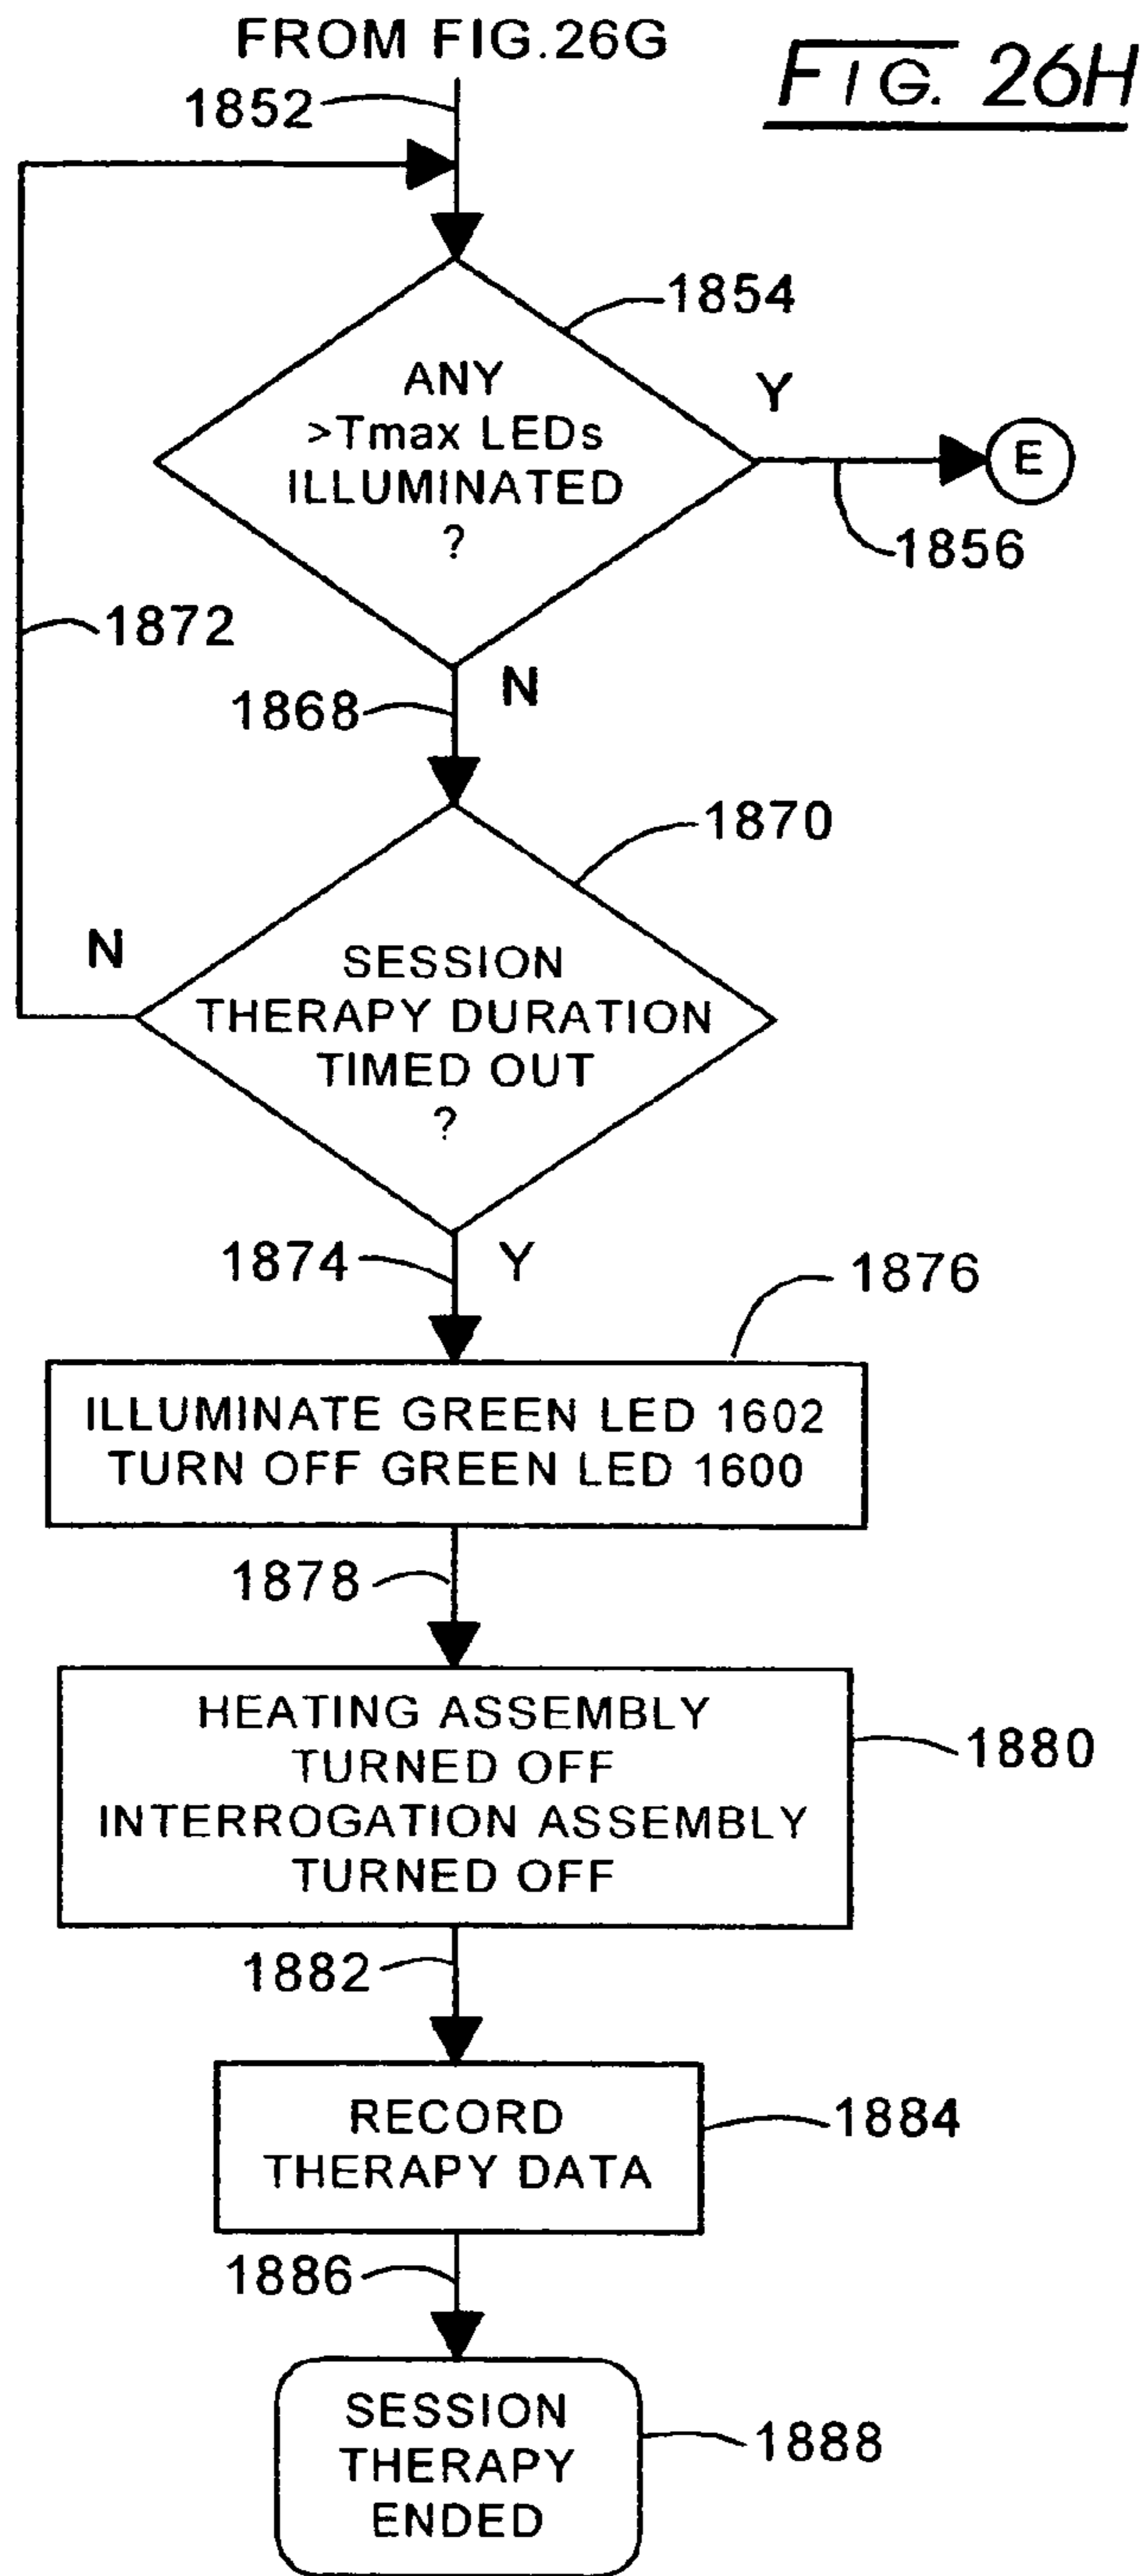 FROM FIG.26G
FIG. 26H
1852
1854
ANY
>Tmax LEDs
ILLUMINATED
?
Y
E
1856
1872
N
1868
1870
SESSION
THERAPY DURATION
TIMED OUT
?
N
1874
Y
1876
ILLUMINATE GREEN LED 1602
TURN OFF GREEN LED 1600
1878
HEATING ASSEMBLY
TURNED OFF
INTERROGATION ASSEMBLY
TURNED OFF
1880
1882
RECORD
THERAPY DATA
1884
1886
SESSION
THERAPY
ENDED
1888